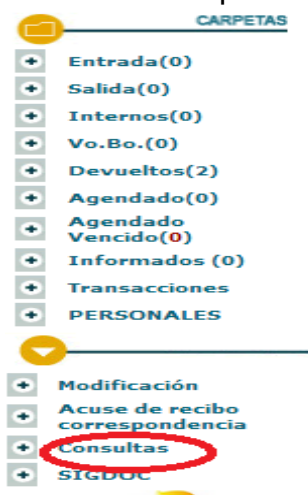 CARPETAS
Entrada(0)
Salida(0)
Internos(0)
Vo.Bo.(0)
Devueltos(2)
Agendado(0)
Agendado
Vencido(0)
Informados (0)
Transacciones
PERSONALES
Modificación
Acuse de recibo
correspondencia
Consultas
SIGDOC